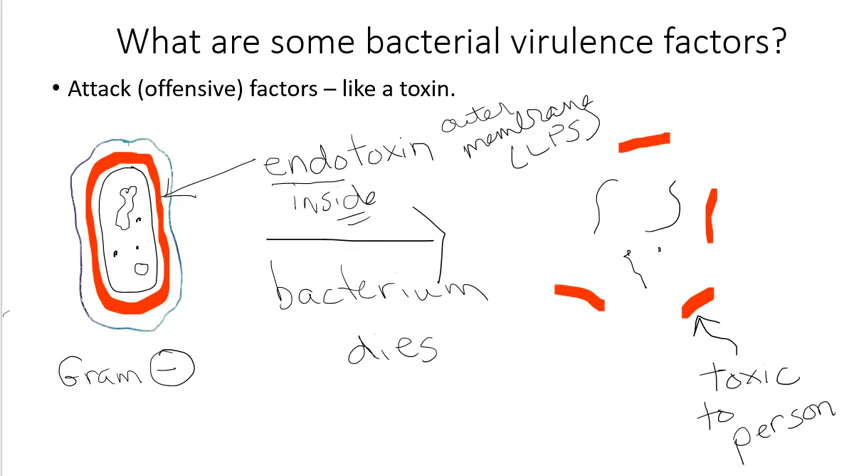 What are some bacterial virulence factors?
• Attack (offensive) factors – like a toxin.
endotoxin
inside
outer
membrane
(LPS)
bacterium
dies
Gram ⊖
toxic
to
person